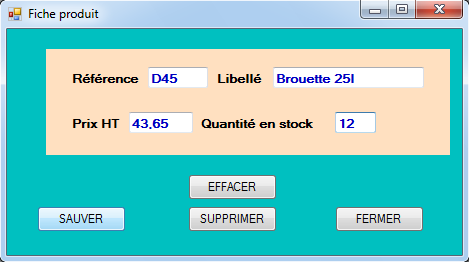 Fiche produit
Référence D45 Libellé Brouette 25l
Prix HT 43,65 Quantité en stock 12
EFFACER
SAUVER SUPPRIMER FERMER